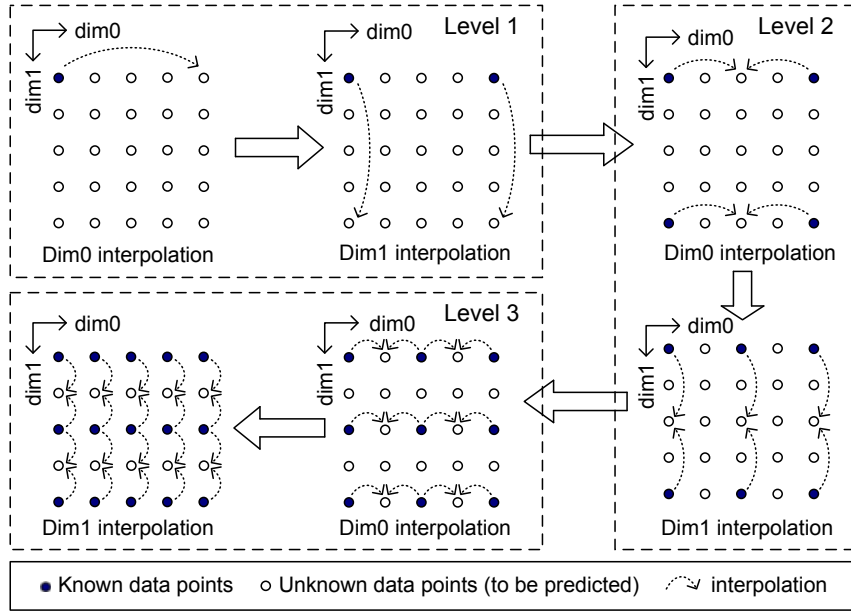 Level 1
dim0
dim1
Dim0 interpolation
dim0
dim1
Dim1 interpolation
Level 2
dim0
dim1
Dim0 interpolation
dim0
dim1
Dim1 interpolation
Level 3
dim0
dim1
Dim0 interpolation
dim0
dim1
Dim1 interpolation
Known data points
Unknown data points (to be predicted)
interpolation